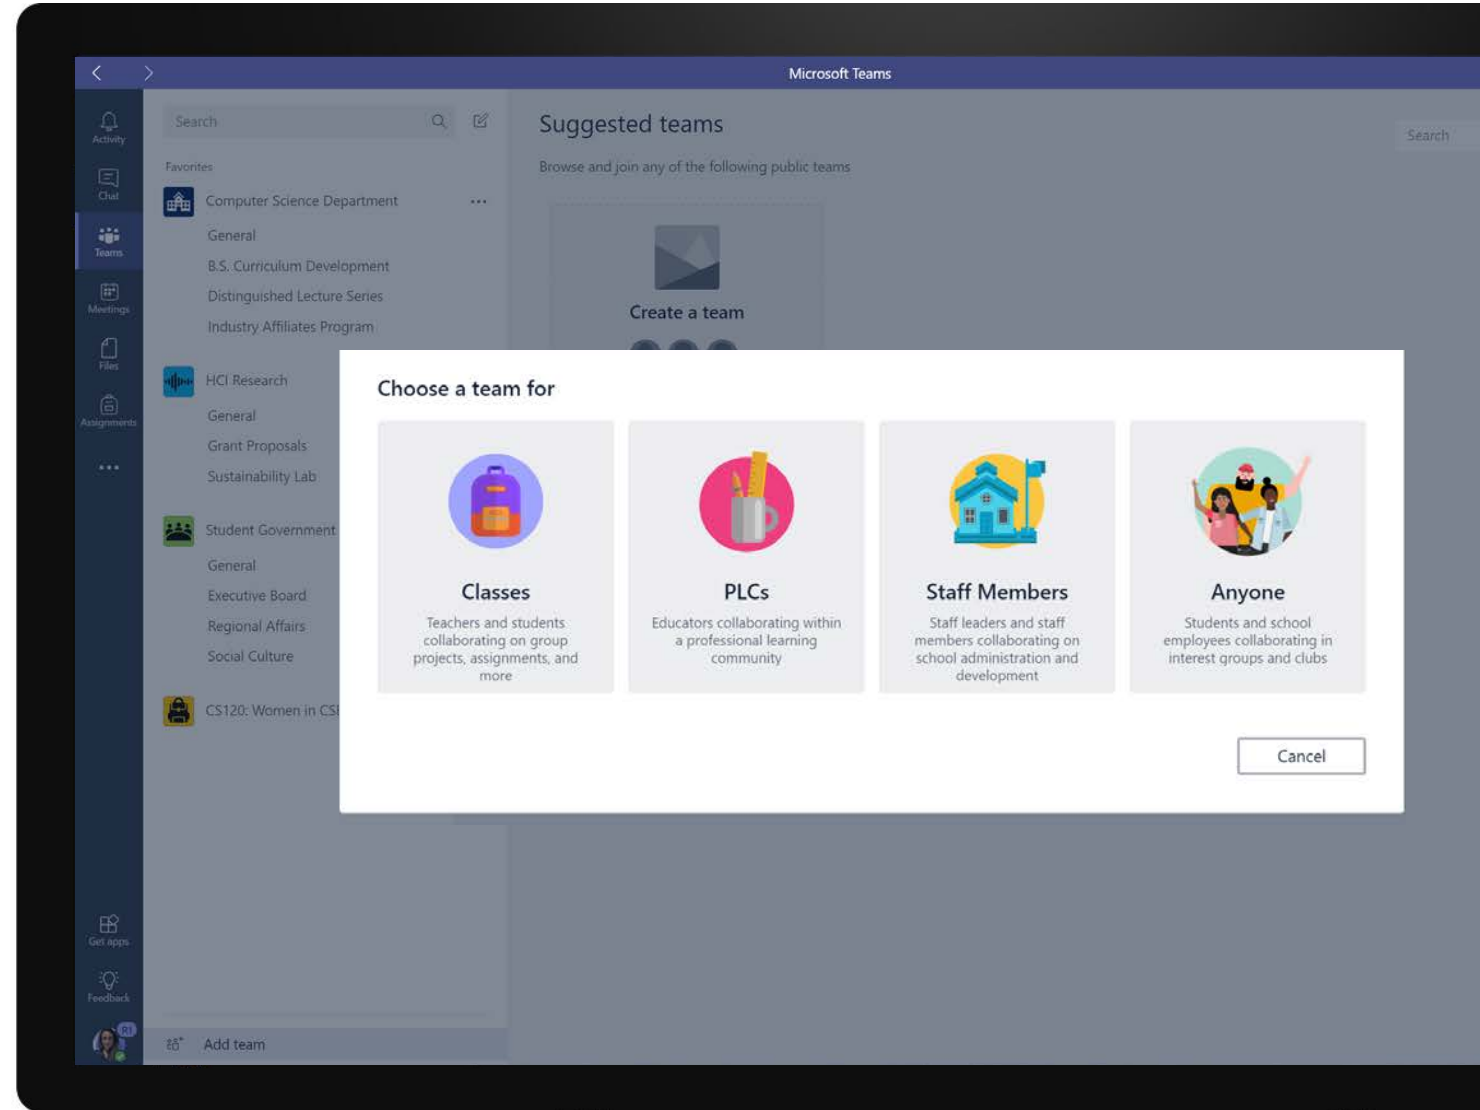 Microsoft Teams
Activity
Chat
Teams
Meetings
Files
Assignments
Get apps
Feedback
R1
Search
Favorites
Computer Science Department
General
B.S. Curriculum Development
Distinguished Lecture Series
Industry Affiliates Program
HCI Research
General
Grant Proposals
Sustainability Lab
Student Government
General
Executive Board
Regional Affairs
Social Culture
CS120: Women in CS
Add team
Suggested teams
Search
Browse and join any of the following public teams
Create a team
Choose a team for
Classes
Teachers and students
collaborating on group
projects, assignments, and
more
PLCs
Educators collaborating within
a professional learning
community
Staff Members
Staff leaders and staff
members collaborating on
school administration and
development
Anyone
Students and school
employees collaborating in
interest groups and clubs
Cancel